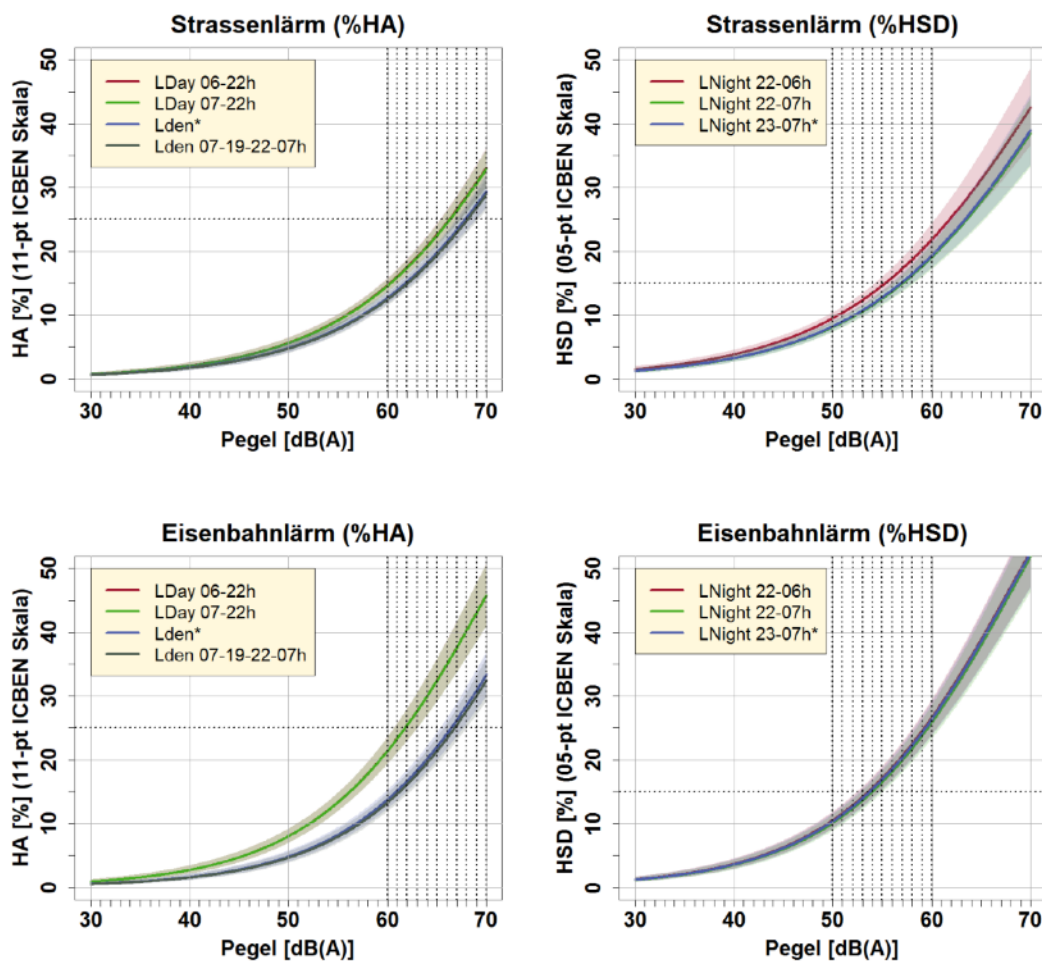 Strassenlärm (%HA)
HA [%] (11-pt ICBEN Skala)
50
40
30
20
10
0
LDay 06-22h
LDay 07-22h
Lden*
Lden 07-19-22-07h
30 40 50 60 70
Pegel [dB(A)]
Strassenlärm (%HSD)
HSD [%] (05-pt ICBEN Skala)
50
40
30
20
10
0
LNight 22-06h
LNight 22-07h
LNight 23-07h*
30 40 50 60 70
Pegel [dB(A)]
Eisenbahnlärm (%HA)
HA [%] (11-pt ICBEN Skala)
50
40
30
20
10
0
LDay 06-22h
LDay 07-22h
Lden*
Lden 07-19-22-07h
30 40 50 60 70
Pegel [dB(A)]
Eisenbahnlärm (%HSD)
HSD [%] (05-pt ICBEN Skala)
50
40
30
20
10
0
LNight 22-06h
LNight 22-07h
LNight 23-07h*
30 40 50 60 70
Pegel [dB(A)]